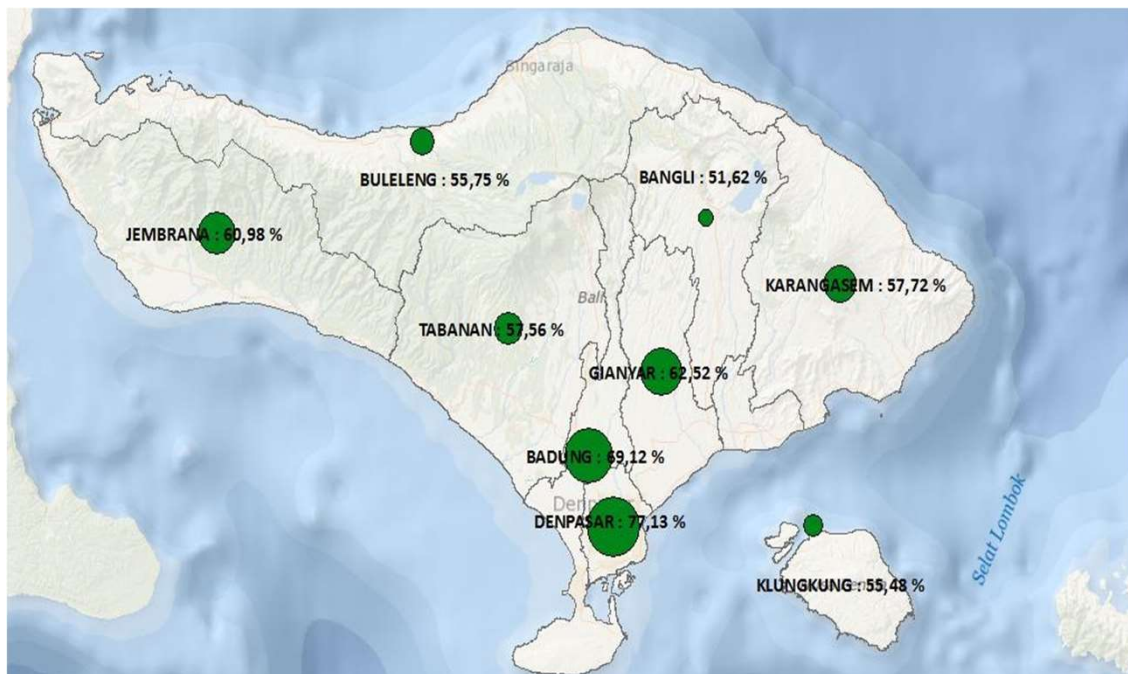 Singaraja
BULELENG : 55,75 %
BANGLI : 51,62 %
JEMBRANA : 60,98 %
KARANGASEM : 57,72 %
Bali
TABANAN : 57,56 %
GIANYAR : 62,52 %
BADUNG : 69,12 %
Denpasar
DENPASAR : 77,13 %
Selat Lombok
KLUNGKUNG : 55,48 %